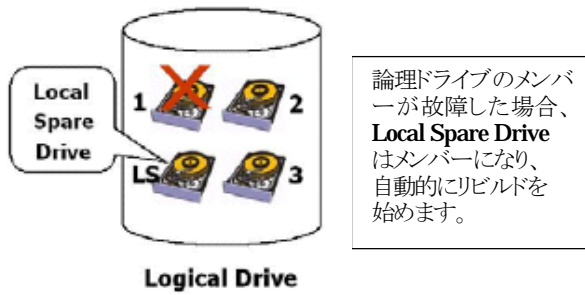 Local
Spare
Drive
1
2
LS
3
Logical Drive
論理ドライブのメンバ
ーが故障した場合、
Local Spare Drive
はメンバーになり、
自動的にリビルドを
始めます。